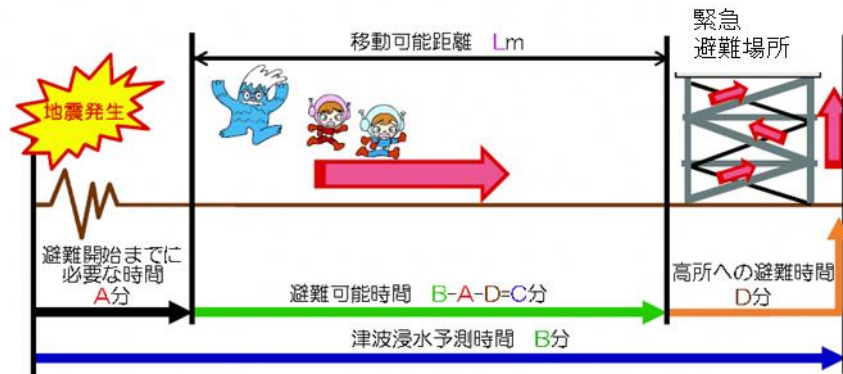 移動可能距離 Lm
緊急
避難場所
地震発生
避難開始までに
必要な時間
A分
避難可能時間 B-A-D=C分
高所への避難時間
D分
津波浸水予測時間 B分